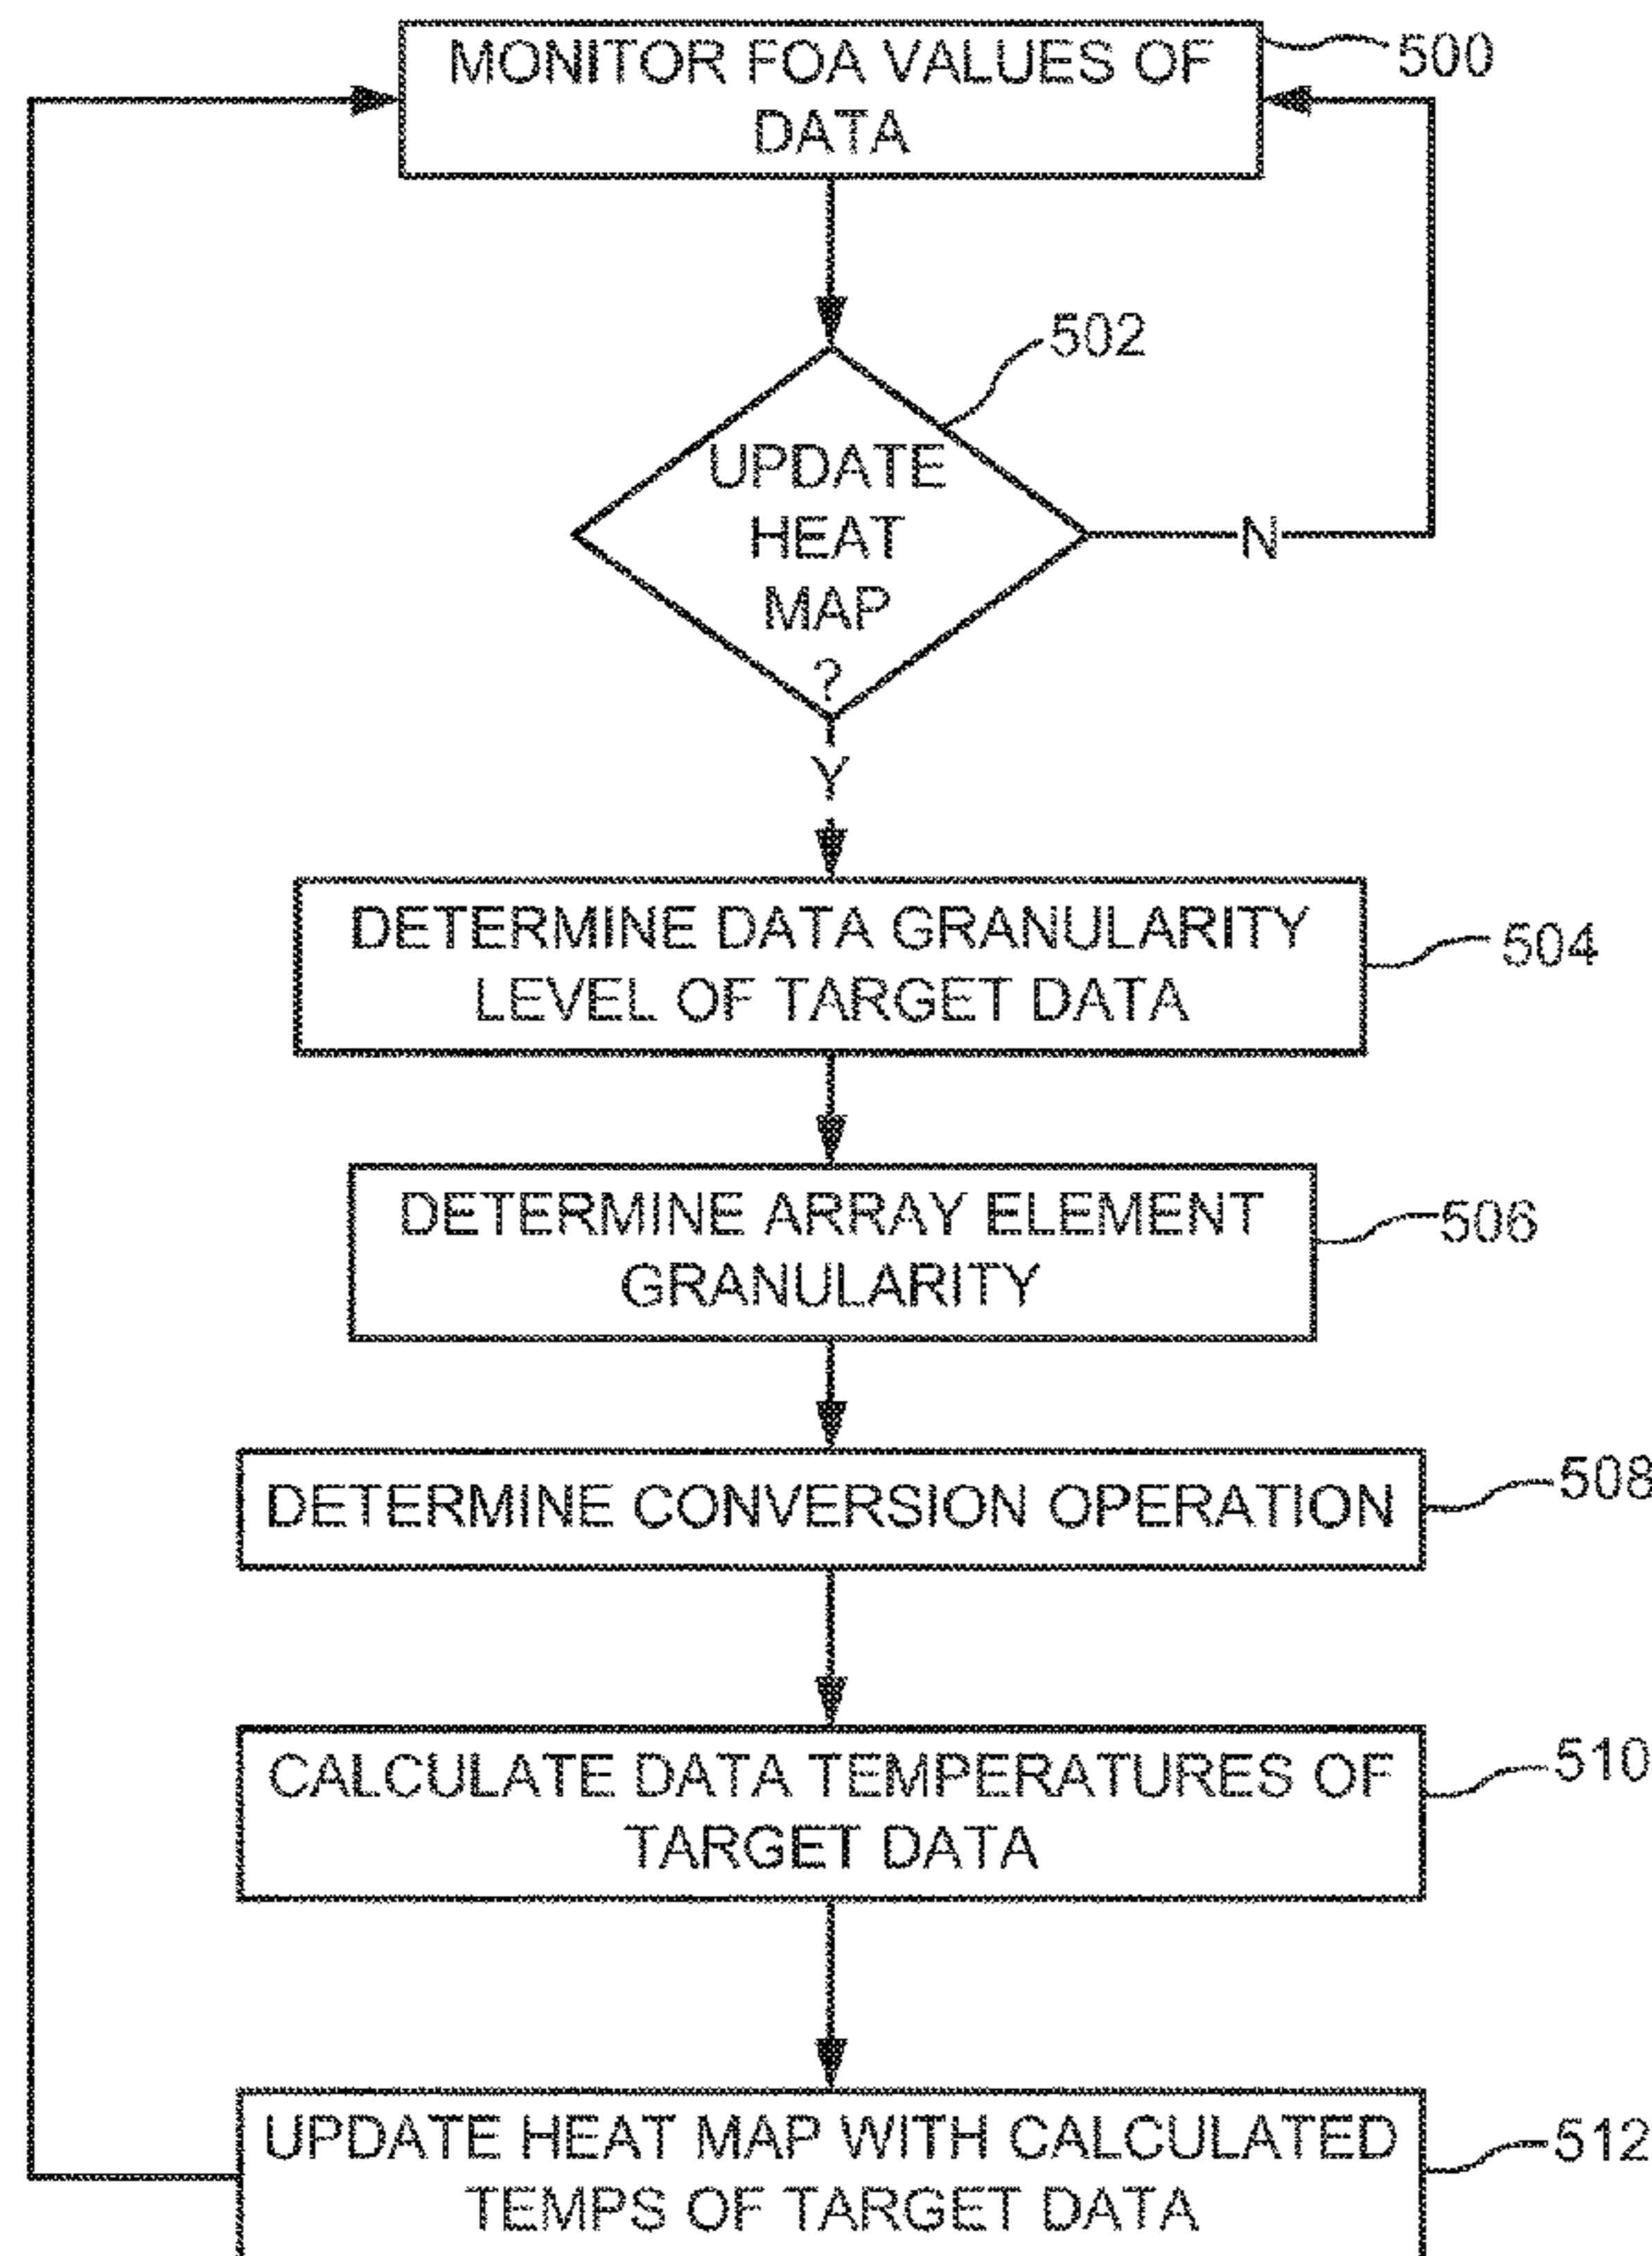 MONITOR FOA VALUES OF
DATA
500
502
UPDATE
HEAT
MAP
?
N
Y
DETERMINE DATA GRANULARITY
LEVEL OF TARGET DATA
504
DETERMINE ARRAY ELEMENT
GRANULARITY
506
DETERMINE CONVERSION OPERATION
508
CALCULATE DATA TEMPERATURES OF
TARGET DATA
510
UPDATE HEAT MAP WITH CALCULATED
TEMPS OF TARGET DATA
512